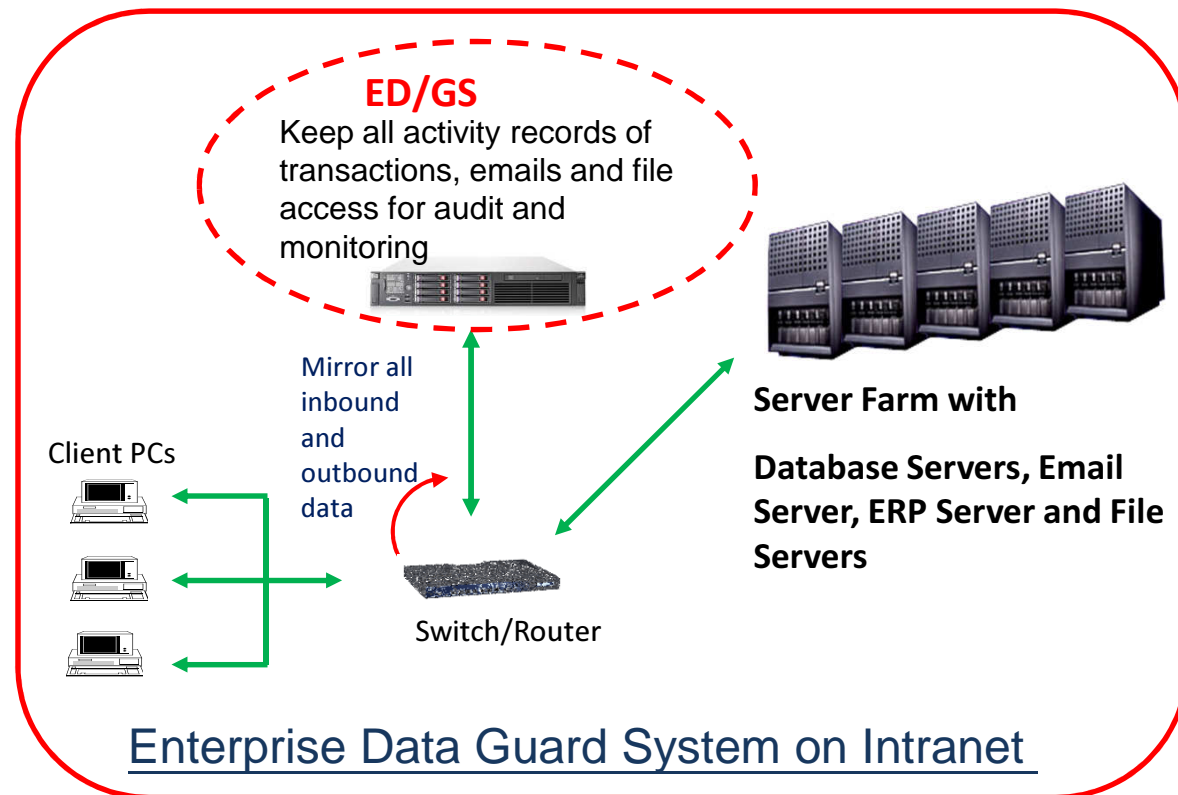 ED/GS
Keep all activity records of
transactions, emails and file
access for audit and
monitoring
Mirror all
inbound
and
outbound
data
Client PCs
Switch/Router
Server Farm with
Database Servers, Email
Server, ERP Server and File
Servers
Enterprise Data Guard System on Intranet